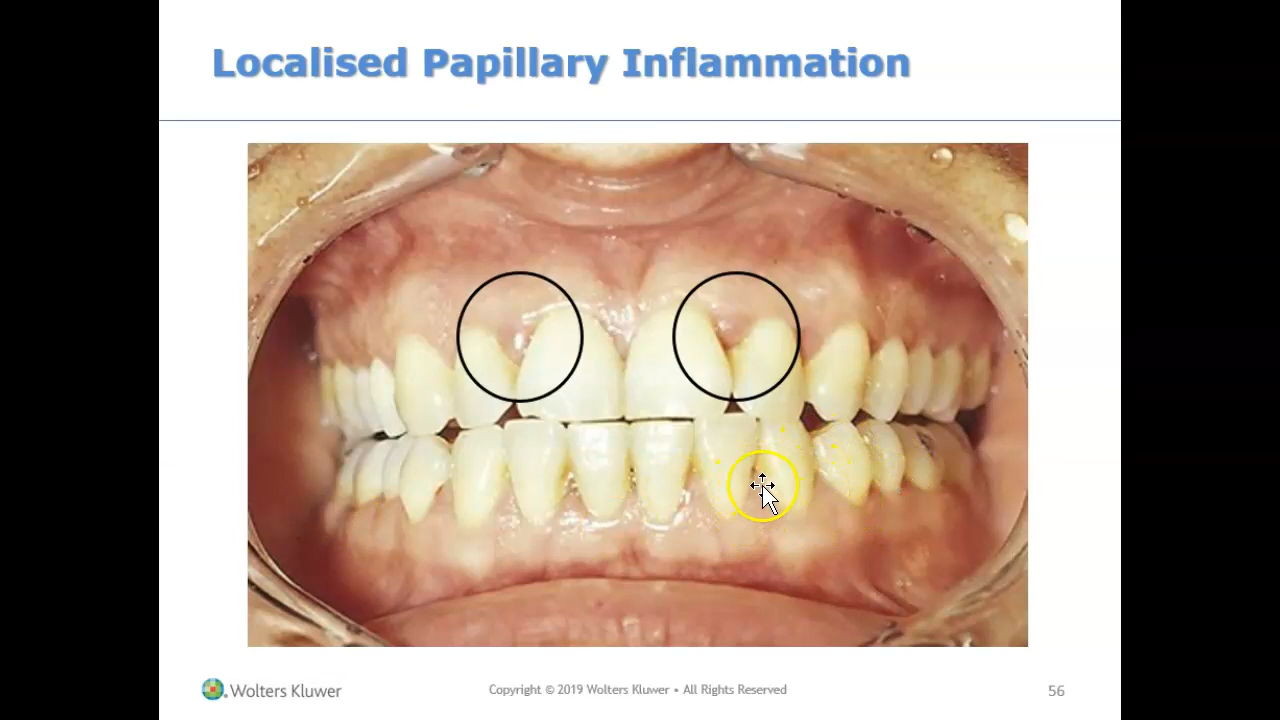 Localised Papillary Inflammation
Wolters Kluwer
Copyright © 2019 Wolters Kluwer • All Rights Reserved
56